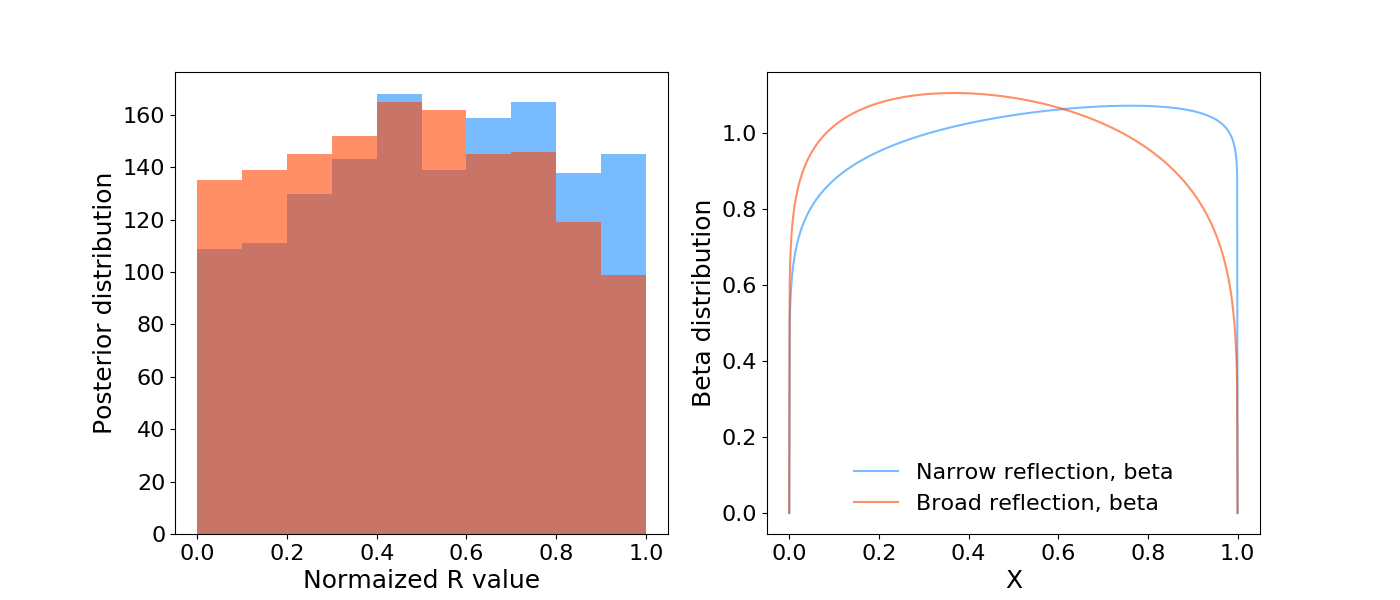 Posterior distribution
160
140
120
100
80
60
40
20
0
0.0 0.2 0.4 0.6 0.8 1.0
Normaized R value
Beta distribution
1.0
0.8
0.6
0.4
0.2
0.0
Narrow reflection, beta
Broad reflection, beta
0.0 0.2 0.4 0.6 0.8 1.0
X